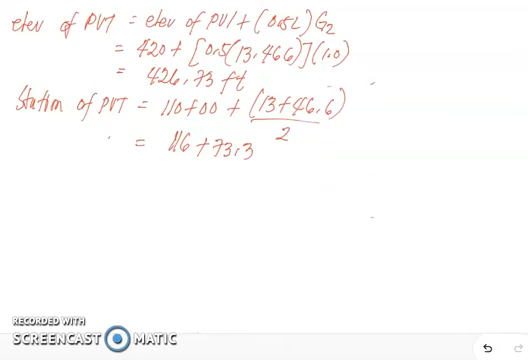 elev of PVT = elev of PVI + (0.5L) G2
= 420 + [0.5(13.466)](1.0)
= 426.73 ft
Station of PVT = 110+00 + (13+46.6)
2
= 116+73.3
RECORDED WITH
SCREENCAST MATIC